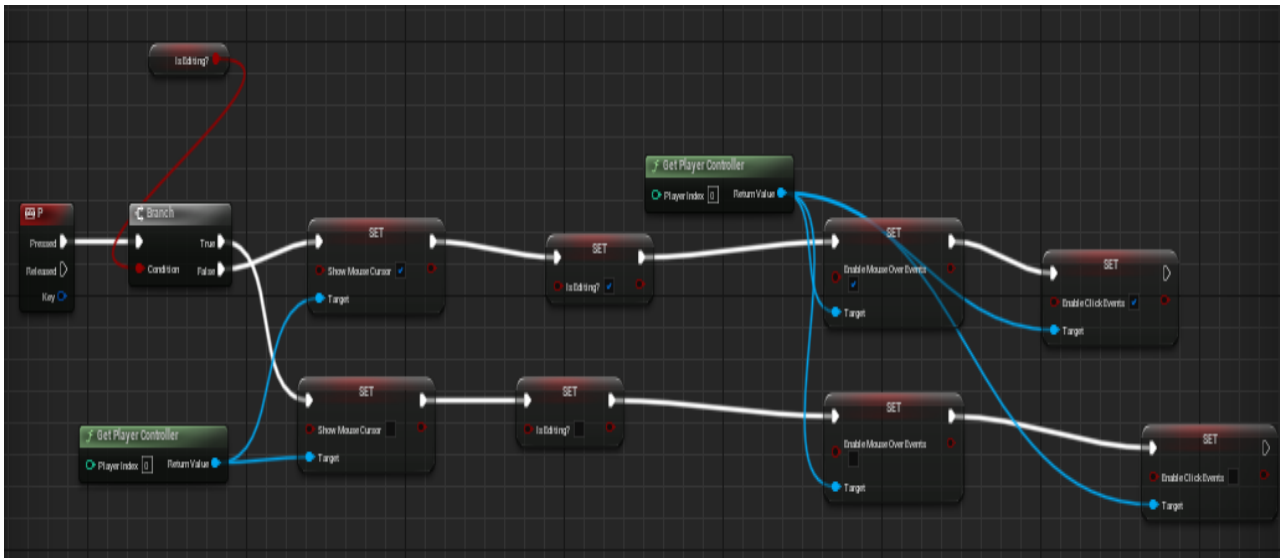 Is Editing?
P
Pressed
Released
Key
Branch
True
Condition
False
SET
Show Mouse Cursor
Target
SET
Is Editing?
Get Player Controller
Player Index 0 Return Value
SET
Enable Mouse Over Events
Target
SET
Enable Click Events
Target
Get Player Controller
Player Index 0 Return Value
SET
Show Mouse Cursor
Target
SET
Is Editing?
SET
Enable Mouse Over Events
Target
SET
Enable Click Events
Target